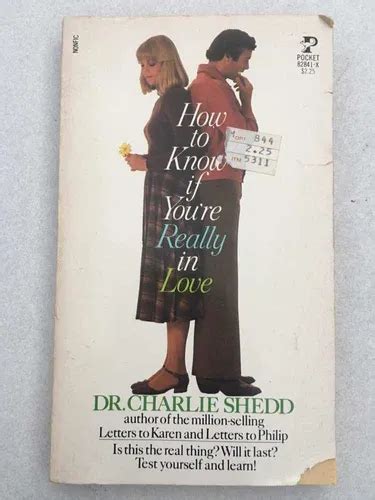 NONFIC
P
POCKET
82841-X
$2.25
How
to
Know
if
You're
Really
in
Love
844
2.25
5311
DR. CHARLIE SHEDD
author of the million-selling
Letters to Karen and Letters to Philip
Is this the real thing? Will it last?
Test yourself and learn!